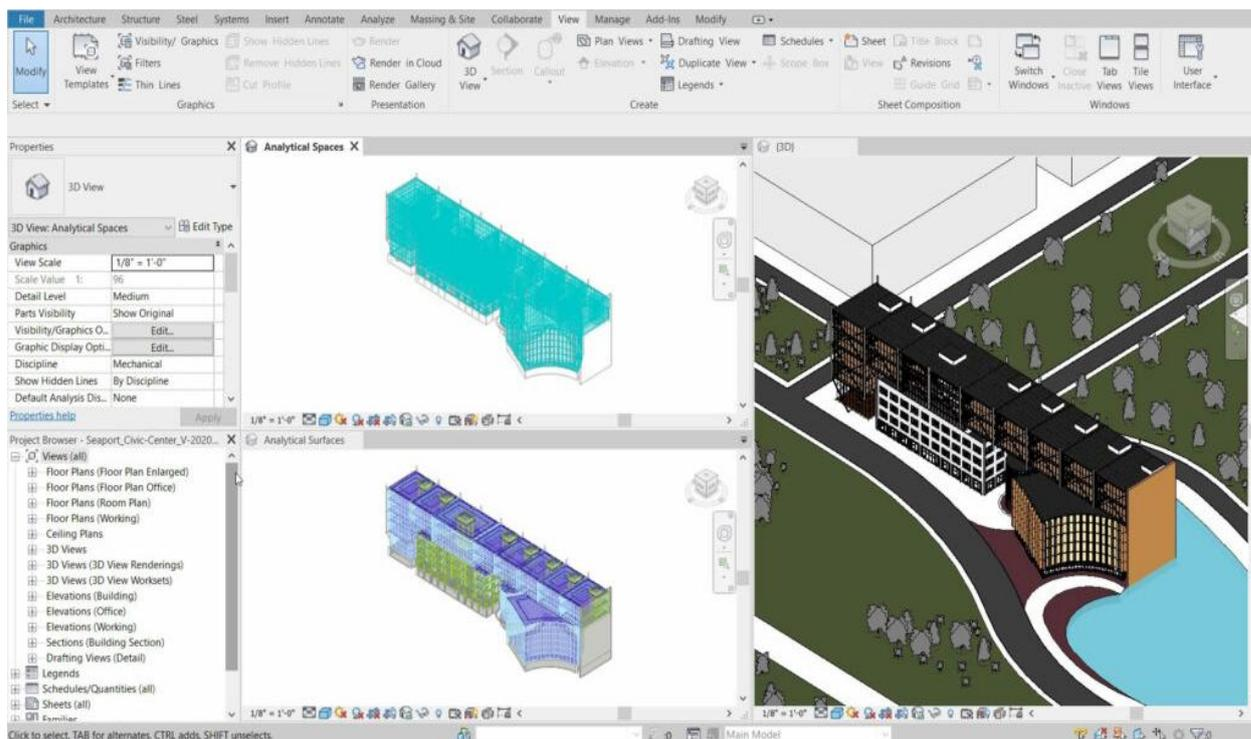 File Architecture Structure Steel Systems Insert Annotate Analyze Massing & Site Collaborate View Manage Add-Ins Modify
Modify
View
Templates
Visibility/ Graphics
Filters
Thin Lines
Show Hidden Lines
Remove Hidden Lines
Cut Profile
Render
Render in Cloud
Render Gallery
3D
View
Section
Callout
Plan Views
Elevation
Drafting View
Duplicate View
Legends
Schedules
Scope Box
Sheet
View
Title Block
Revisions
Guide Grid
Switch
Windows
Close
Inactive
Tab
Views
Tile
Views
User
Interface
Select
Graphics
Presentation
Create
Sheet Composition
Windows
Properties X
3D View
3D View: Analytical Spaces
Edit Type
Graphics
View Scale 1/8" = 1'-0"
Scale Value 1: 96
Detail Level Medium
Parts Visibility Show Original
Visibility/Graphics O... Edit...
Graphic Display Opti... Edit...
Discipline Mechanical
Show Hidden Lines By Discipline
Default Analysis Dis... None
Properties help Apply
Project Browser - Seaport_Civic-Center_V-2020... X
Views (all)
Floor Plans (Floor Plan Enlarged)
Floor Plans (Floor Plan Office)
Floor Plans (Room Plan)
Floor Plans (Working)
Ceiling Plans
3D Views
3D Views (3D View Renderings)
3D Views (3D View Worksets)
Elevations (Building)
Elevations (Office)
Elevations (Working)
Sections (Building Section)
Drafting Views (Detail)
Legends
Schedules/Quantities (all)
Sheets (all)
Families
Analytical Spaces X
1/8" = 1'-0"
Analytical Surfaces
1/8" = 1'-0"
{3D}
1/8" = 1'-0"
Click to select, TAB for alternates, CTRL adds, SHIFT unselects.
:0
Main Model
:0